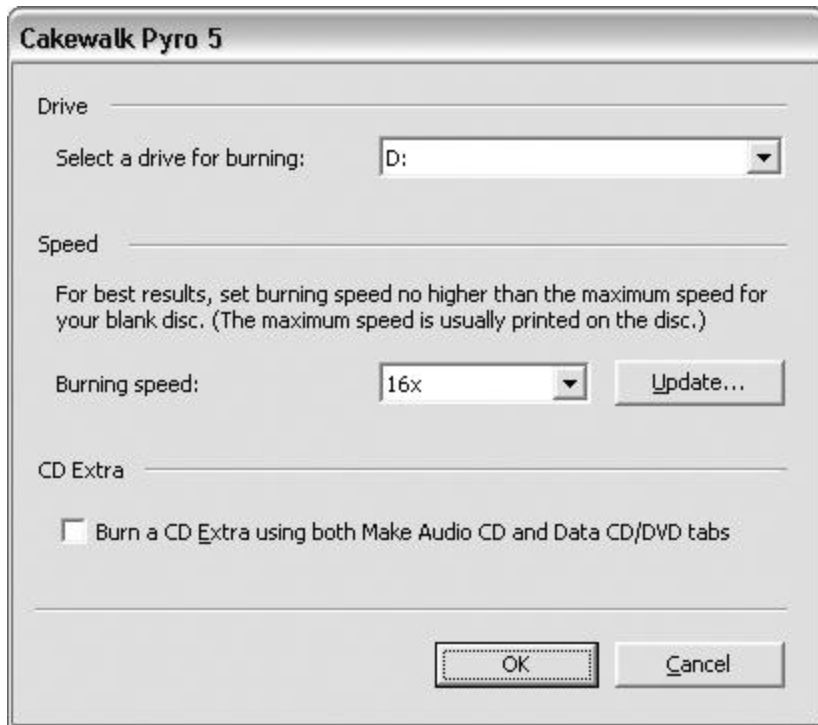 Cakewalk Pyro 5
Drive
Select a drive for burning: D:
Speed
For best results, set burning speed no higher than the maximum speed for
your blank disc. (The maximum speed is usually printed on the disc.)
Burning speed: 16x Update...
CD Extra
Burn a CD Extra using both Make Audio CD and Data CD/DVD tabs
OK Cancel